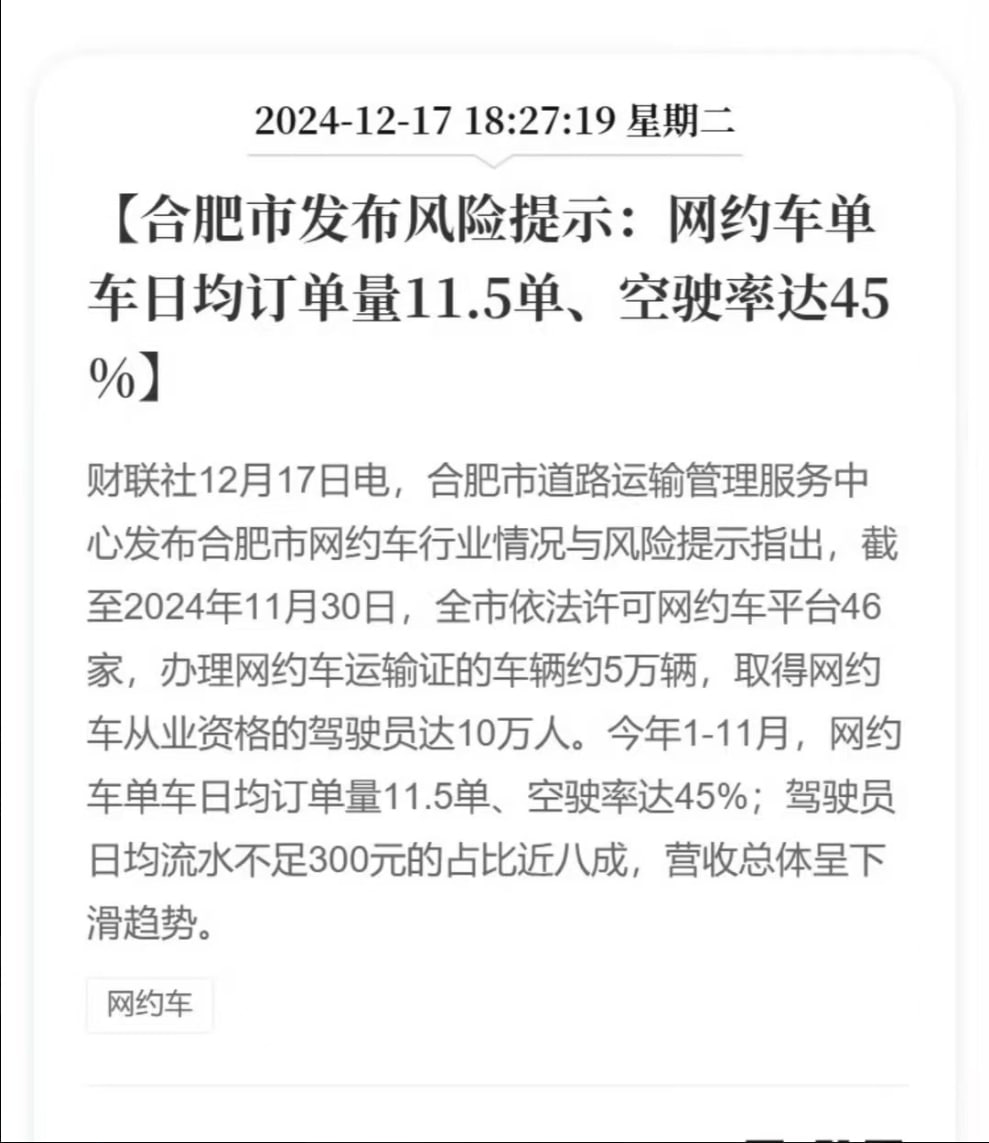 2024-12-17 18:27:19 星期二
【合肥市发布风险提示：网约车单
车日均订单量11.5单、空驶率达45
%】
财联社12月17日电，合肥市道路运输管理服务中
心发布合肥市网约车行业情况与风险提示指出，截
至2024年11月30日，全市依法许可网约车平台46
家，办理网约车运输证的车辆约5万辆，取得网约
车从业资格的驾驶员达10万人。今年1-11月，网约
车单车日均订单量11.5单、空驶率达45%；驾驶员
日均流水不足300元的占比近八成，营收总体呈下
滑趋势。
网约车